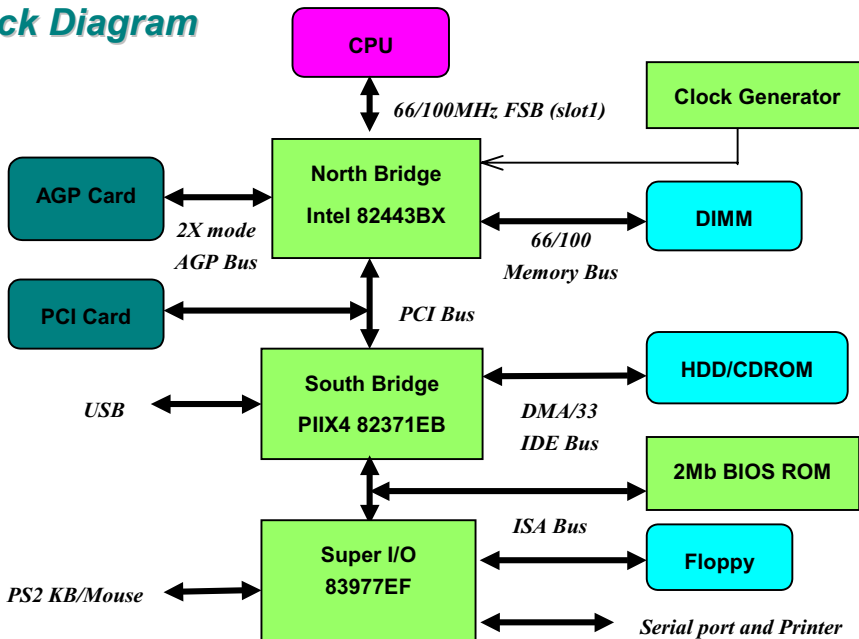 ck Diagram
CPU
66/100MHz FSB (slot1)
Clock Generator
North Bridge
Intel 82443BX
AGP Card
2X mode
AGP Bus
DIMM
66/100
Memory Bus
PCI Card
PCI Bus
South Bridge
PIIX4 82371EB
HDD/CDROM
USB
DMA/33
IDE Bus
2Mb BIOS ROM
ISA Bus
Super I/O
83977EF
Floppy
PS2 KB/Mouse
Serial port and Printer